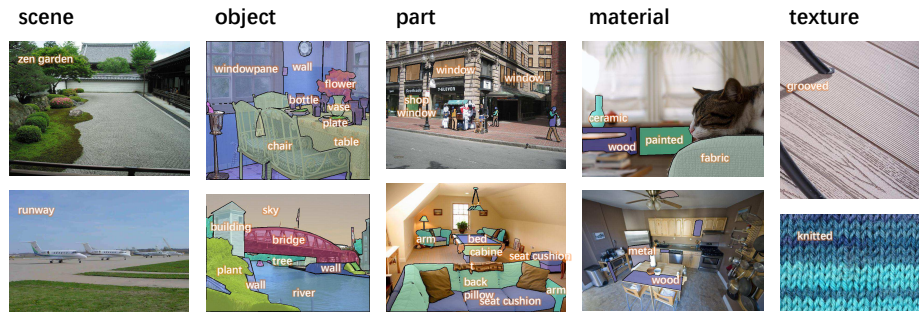 scene
object
part
material
texture
zen garden
windowpane
wall
flower
bottle
vase
plate
chair
table
window
window
shop
window
ceramic
wood
painted
fabric
grooved
runway
sky
building
bridge
tree
wall
plant
wall
river
arm
bed
cabine
seat cushion
back
pillow
seat cushion
arm
metal
wood
knitted